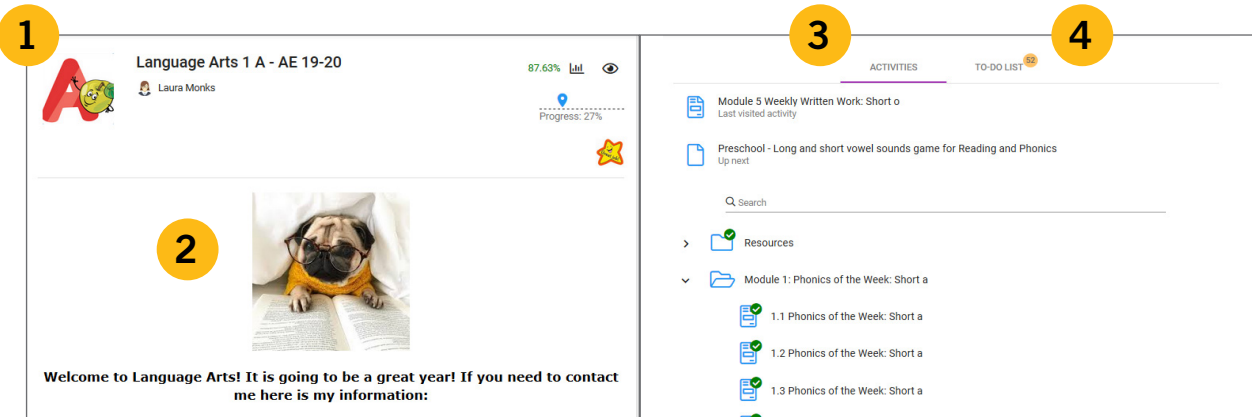 1
Language Arts 1 A - AE 19-20
Laura Monks
87.63%
Progress: 27%
2
Welcome to Language Arts! It is going to be a great year! If you need to contact
me here is my information:
3
4
ACTIVITIES
TO-DO LIST 52
Module 5 Weekly Written Work: Short o
Last visited activity
Preschool - Long and short vowel sounds game for Reading and Phonics
Up next
Search
Resources
Module 1: Phonics of the Week: Short a
1.1 Phonics of the Week: Short a
1.2 Phonics of the Week: Short a
1.3 Phonics of the Week: Short a